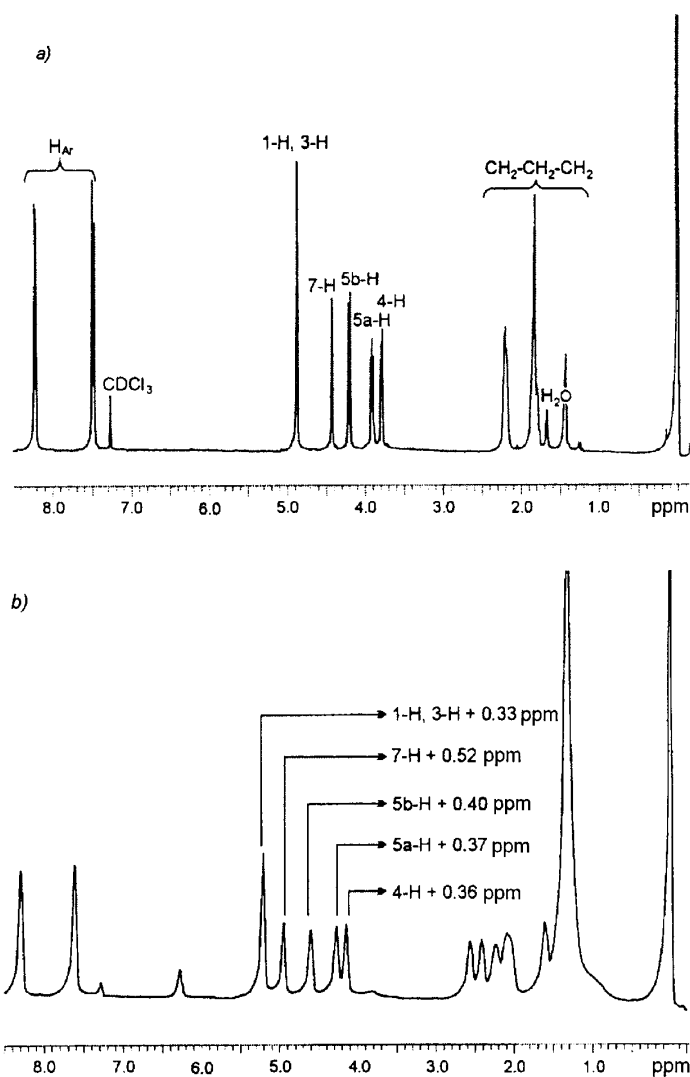 a)
H_Ar
1-H, 3-H
CH₂-CH₂-CH₂
7-H
5b-H
5a-H
4-H
CDCl₃
H₂O
8.0 7.0 6.0 5.0 4.0 3.0 2.0 1.0 ppm
b)
1-H, 3-H + 0.33 ppm
7-H + 0.52 ppm
5b-H + 0.40 ppm
5a-H + 0.37 ppm
4-H + 0.36 ppm
8.0 7.0 6.0 5.0 4.0 3.0 2.0 1.0 ppm